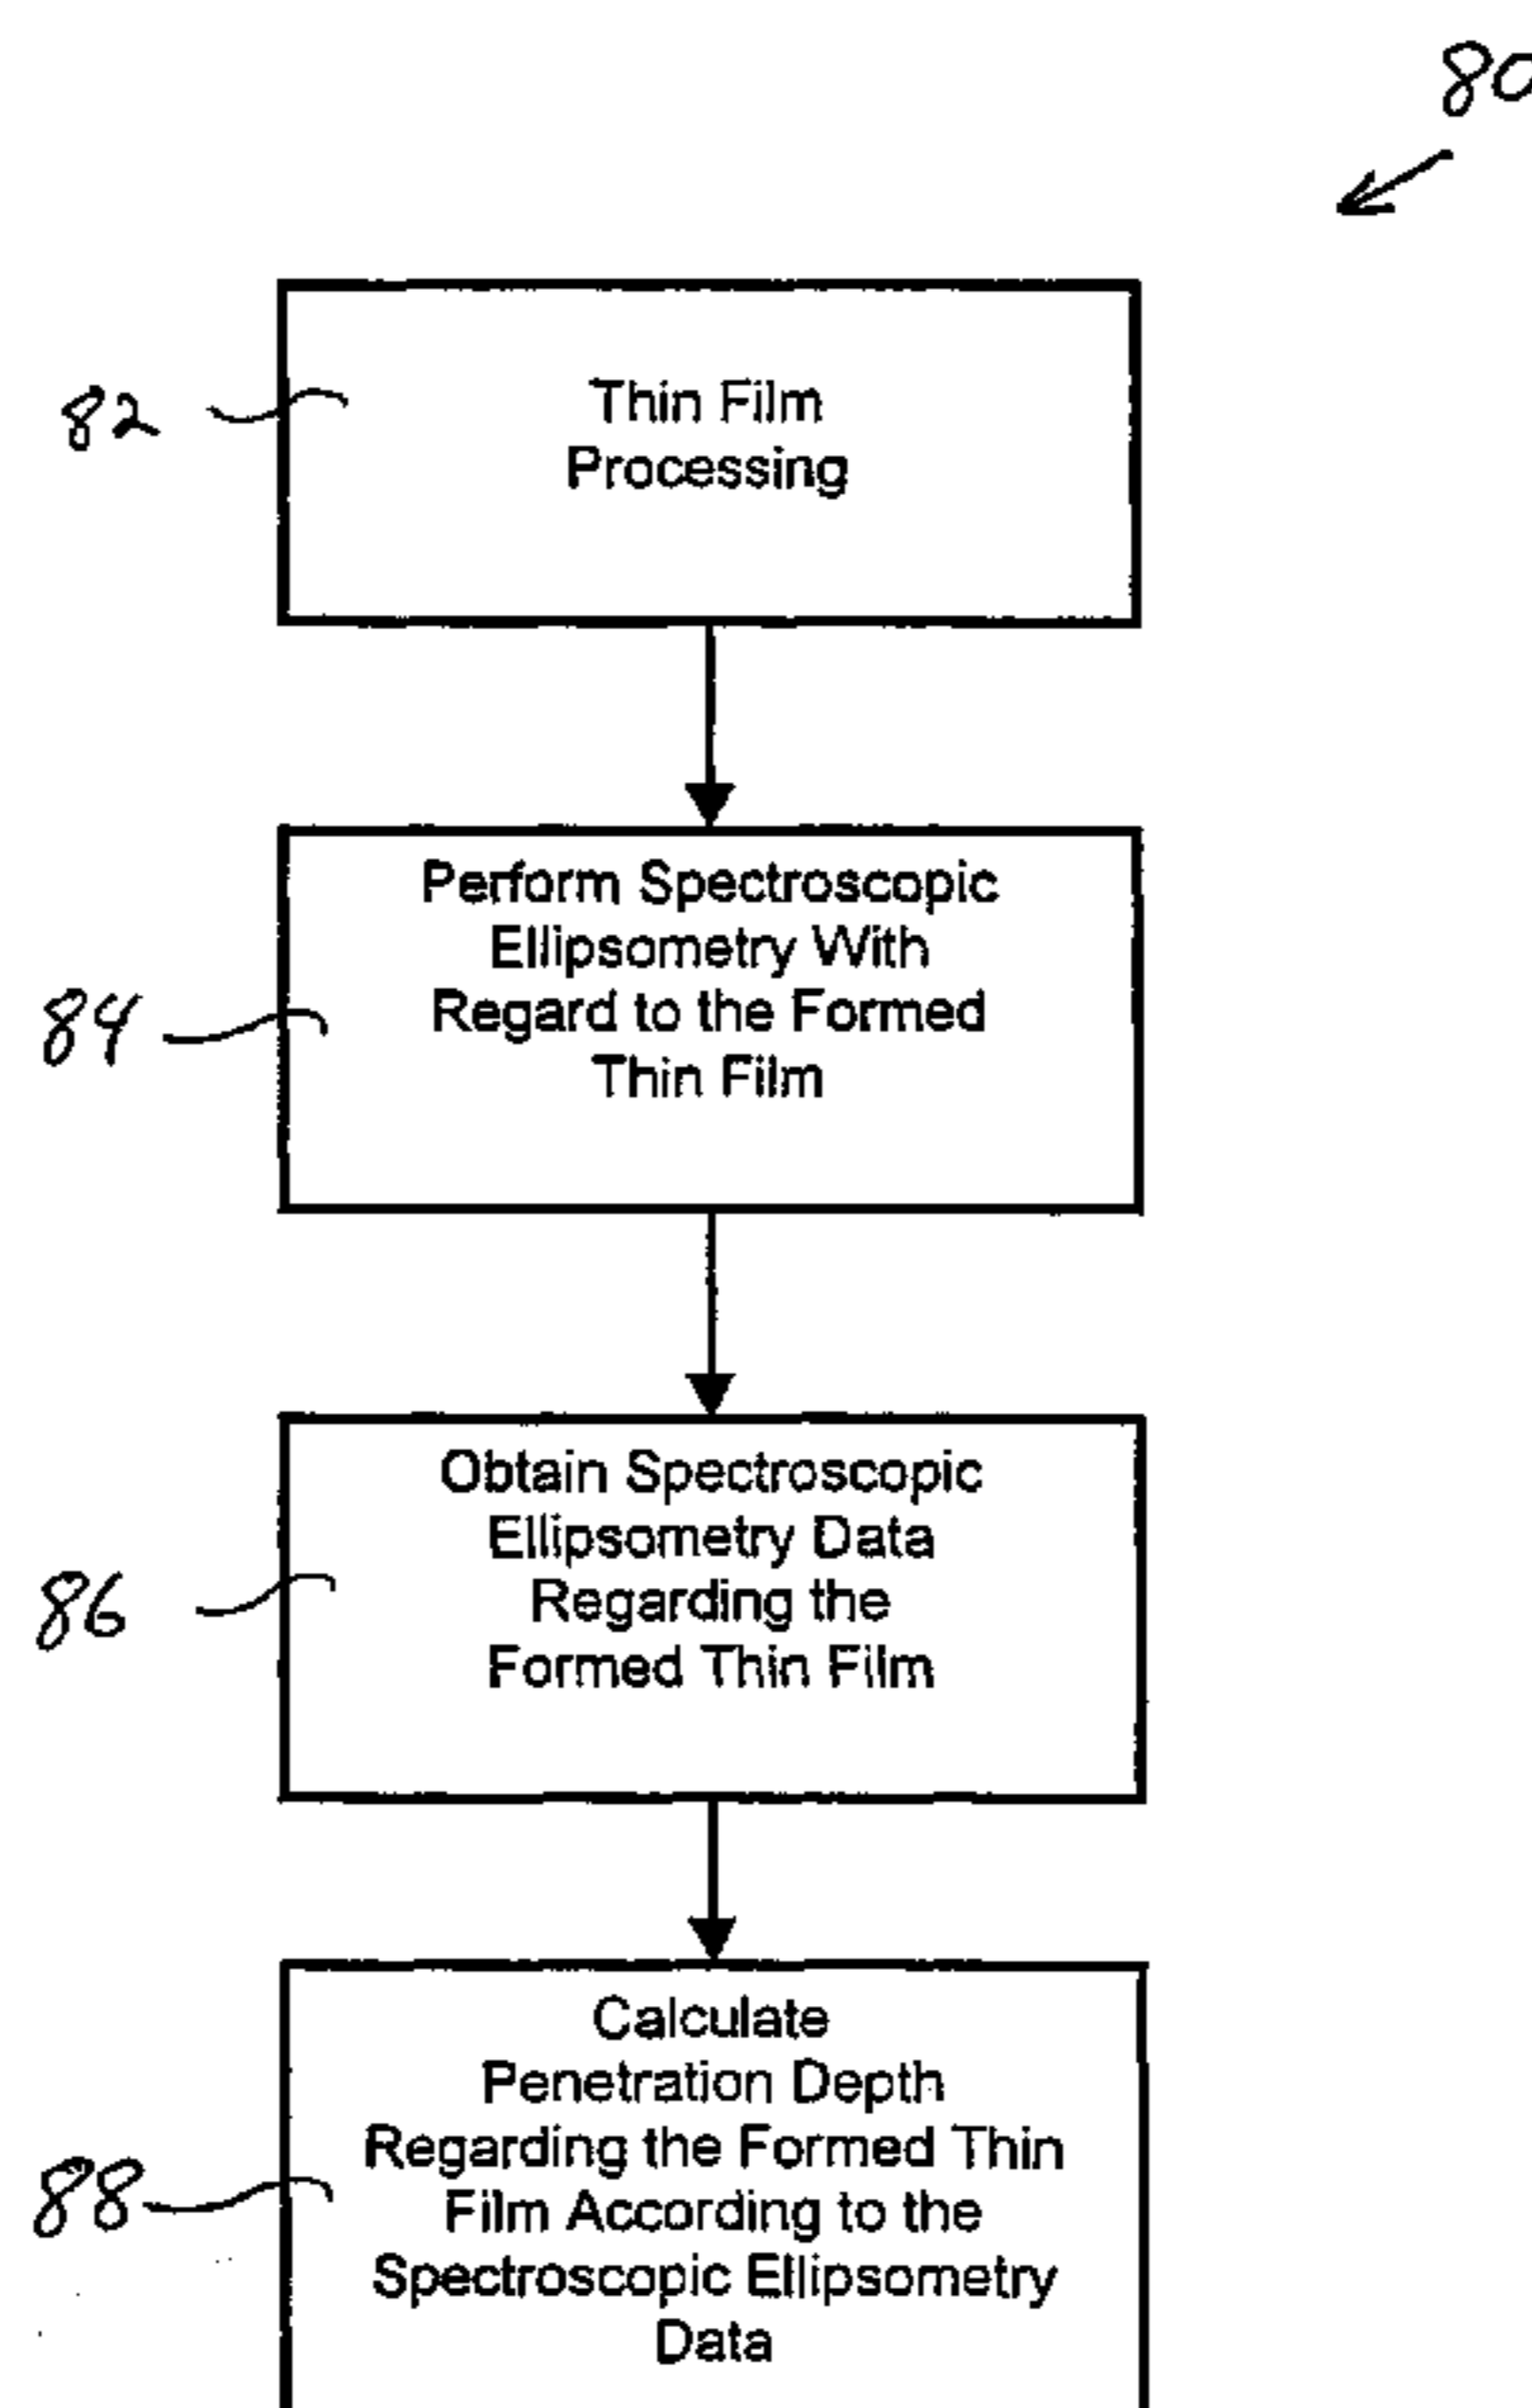 80
82
Thin Film
Processing
Perform Spectroscopic
Ellipsometry With
Regard to the Formed
Thin Film
84
Obtain Spectroscopic
Ellipsometry Data
Regarding the
Formed Thin Film
86
Calculate
Penetration Depth
Regarding the Formed Thin
Film According to the
Spectroscopic Ellipsometry
Data
88